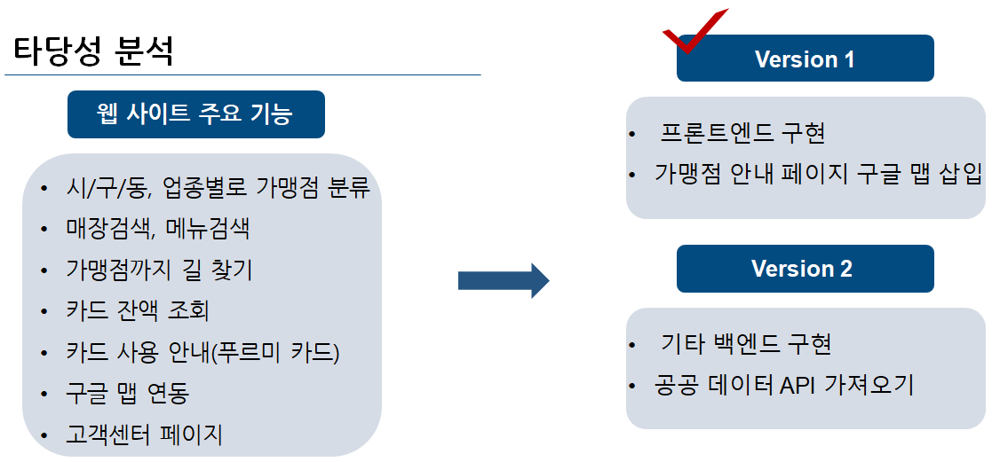 타당성 분석
웹 사이트 주요 기능
• 시/구/동, 업종별로 가맹점 분류
• 매장검색, 메뉴검색
• 가맹점까지 길 찾기
• 카드 잔액 조회
• 카드 사용 안내(푸르미 카드)
• 구글 맵 연동
• 고객센터 페이지
Version 1
• 프론트엔드 구현
• 가맹점 안내 페이지 구글 맵 삽입
Version 2
• 기타 백엔드 구현
• 공공 데이터 API 가져오기